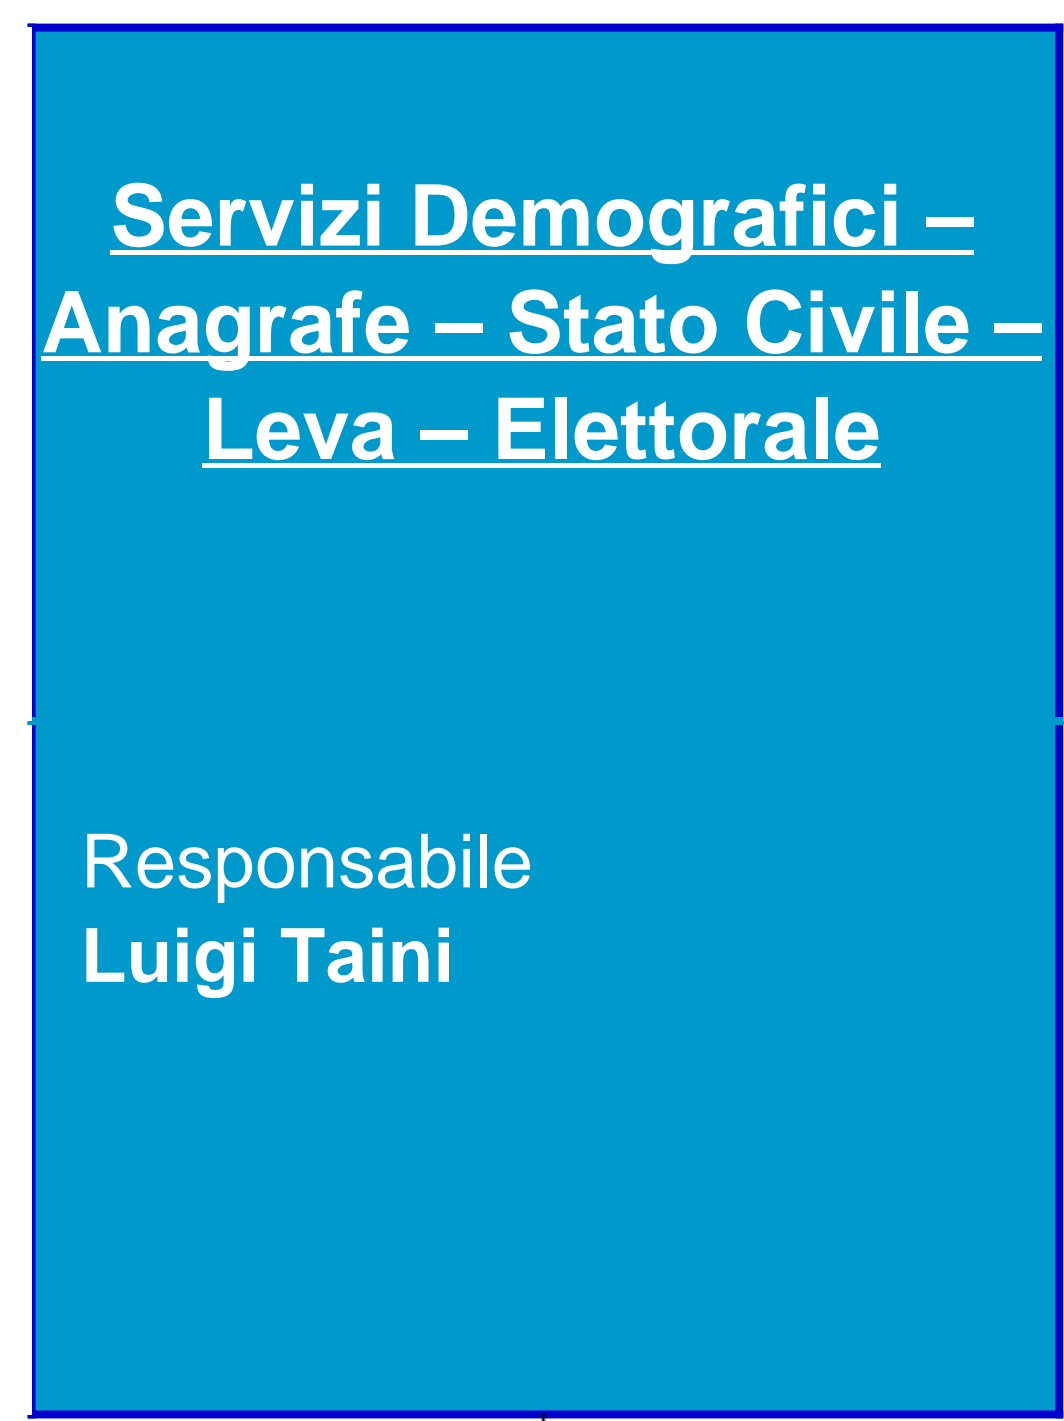 Servizi Demografici –
Anagrafe – Stato Civile –
Leva – Elettorale
Responsabile
Luigi Taini